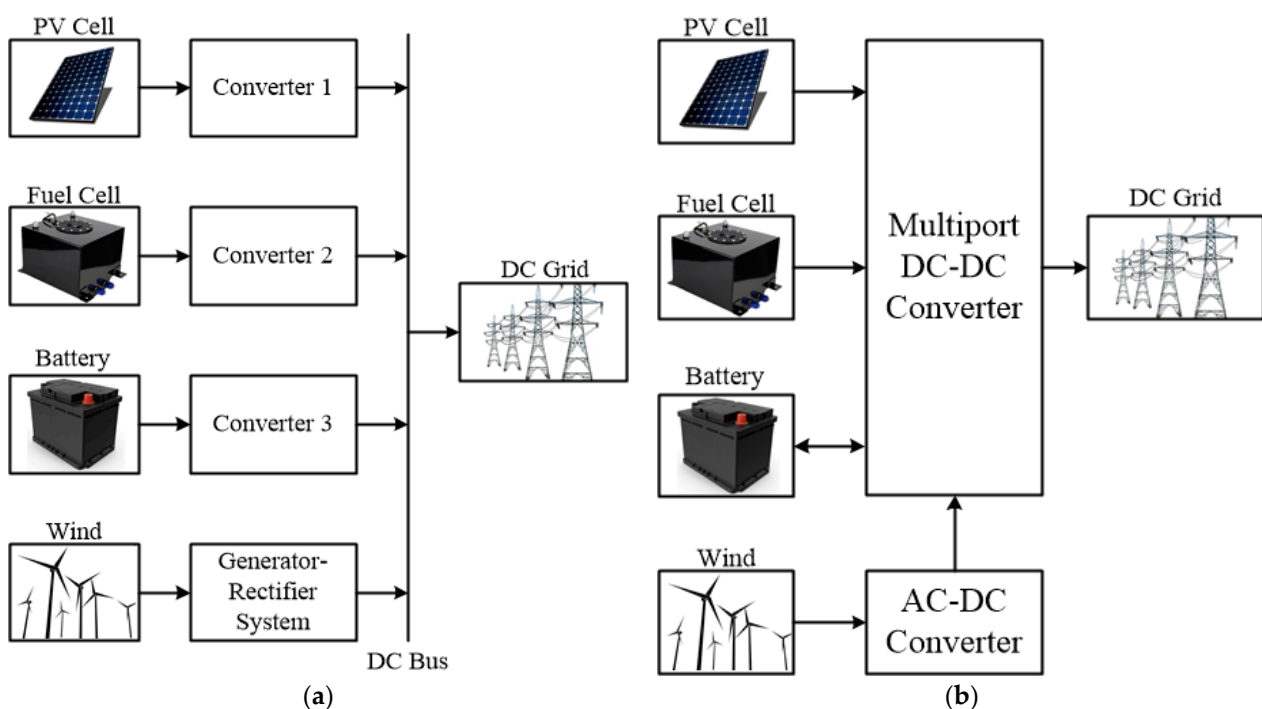 PV Cell
Converter 1
Fuel Cell
Converter 2
Battery
Converter 3
Wind
Generator-
Rectifier
System
DC Bus
DC Grid
(a)
PV Cell
Fuel Cell
Battery
Wind
Multiport
DC-DC
Converter
AC-DC
Converter
DC Grid
(b)